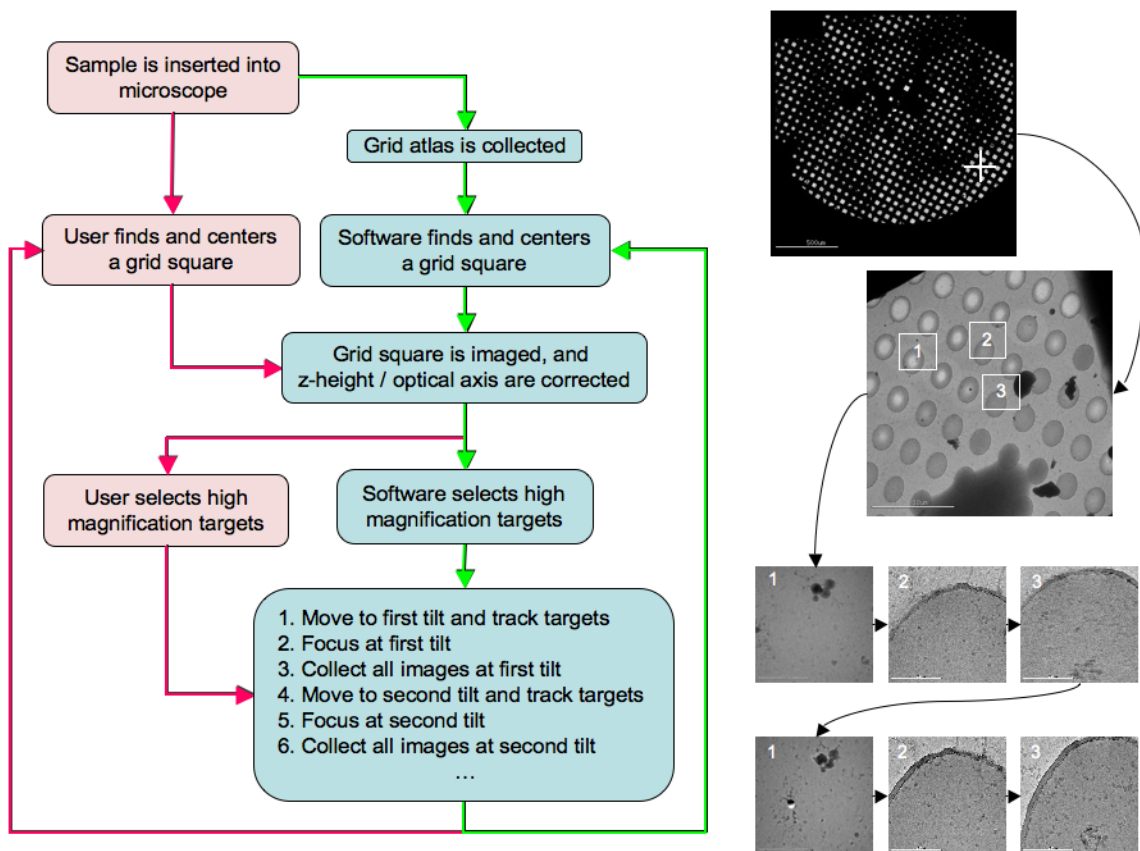 Sample is inserted into
microscope
Grid atlas is collected
User finds and centers
a grid square
Software finds and centers
a grid square
Grid square is imaged, and
z-height / optical axis are corrected
User selects high
magnification targets
Software selects high
magnification targets
1. Move to first tilt and track targets
2. Focus at first tilt
3. Collect all images at first tilt
4. Move to second tilt and track targets
5. Focus at second tilt
6. Collect all images at second tilt
...
500µm
1
2
3
1
2
3
1
2
3